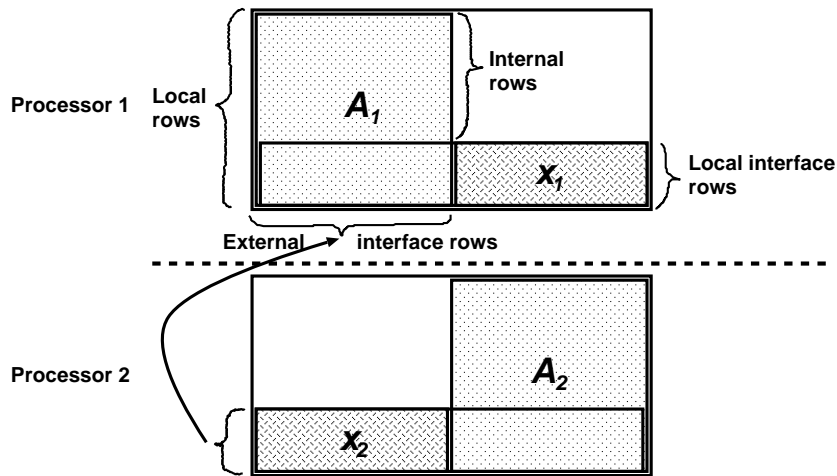 Processor 1
Local
rows
A1
Internal
rows
X1
Local interface
rows
External interface rows
Processor 2
A2
X2